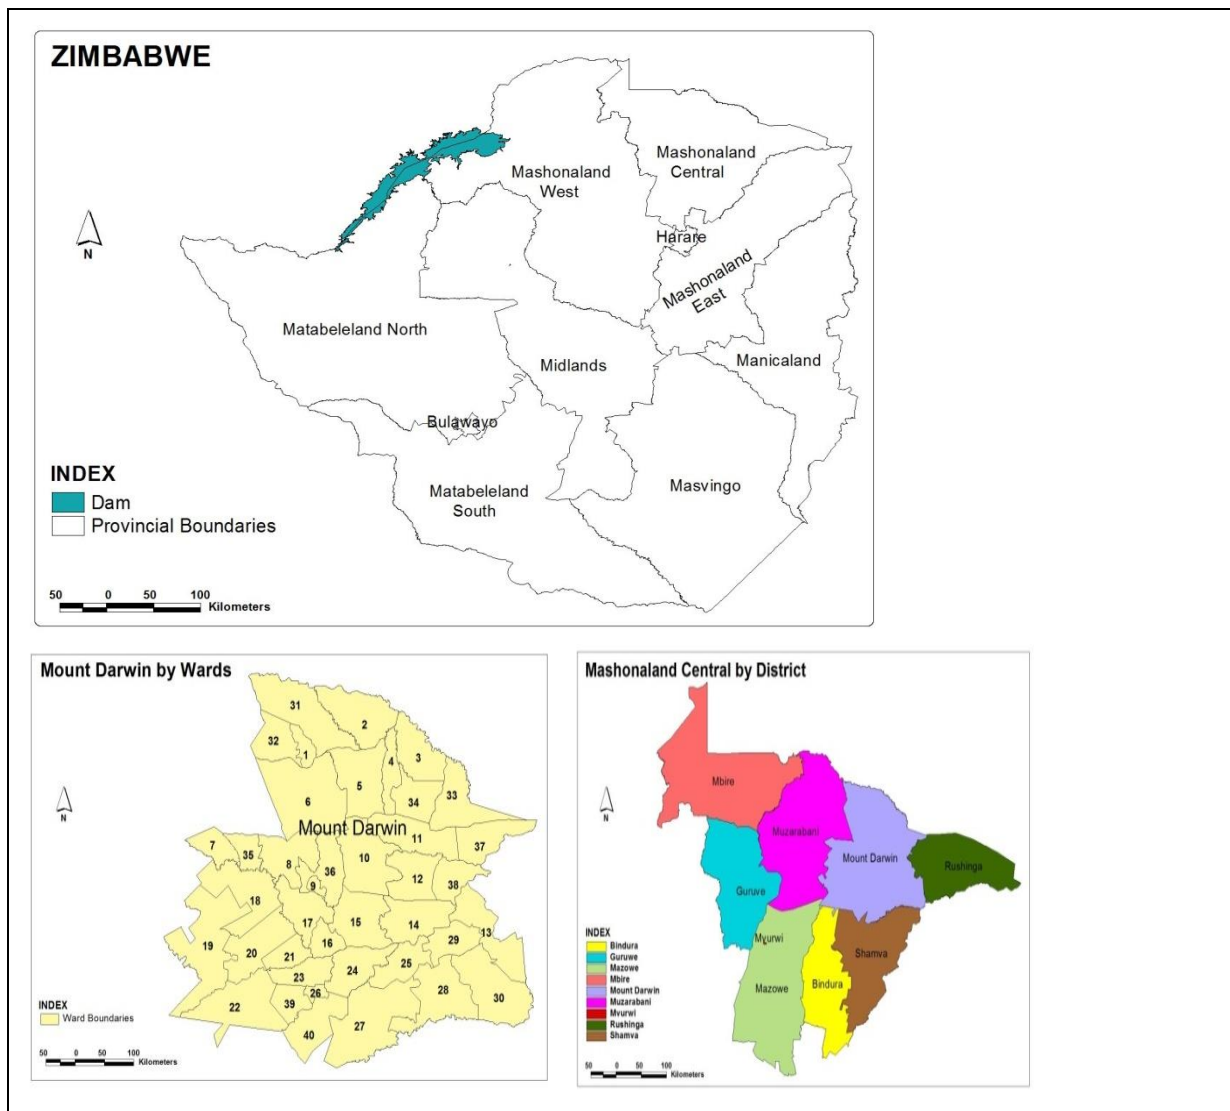 ZIMBABWE
Mashonaland
Central
Mashonaland
West
Harare
Mashonaland
East
Matabeleland North
Midlands
Manicaland
Bulawayo
Matabeleland
South
Masvingo
N
INDEX
Dam
Provincial Boundaries
50 0 50 100
Kilometers
Mount Darwin by Wards
31
2
32
1
4
3
5
6
34
33
Mount Darwin
11
7
35
8
36
10
37
9
12
38
18
17
15
14
13
19
20
21
16
29
23
24
25
26
22
39
28
30
40
27
N
INDEX
Ward Boundaries
50 0 50 100
Kilometers
Mashonaland Central by District
Mbire
Muzarabani
Mount Darwin
Rushinga
Guruve
Mvurwi
Shamva
Mazowe
Bindura
N
INDEX
Bindura
Guruwe
Mazowe
Mbire
Mount Darwin
Muzarabani
Mvurwi
Rushinga
Shamva
50 0 50 100
Kilometers